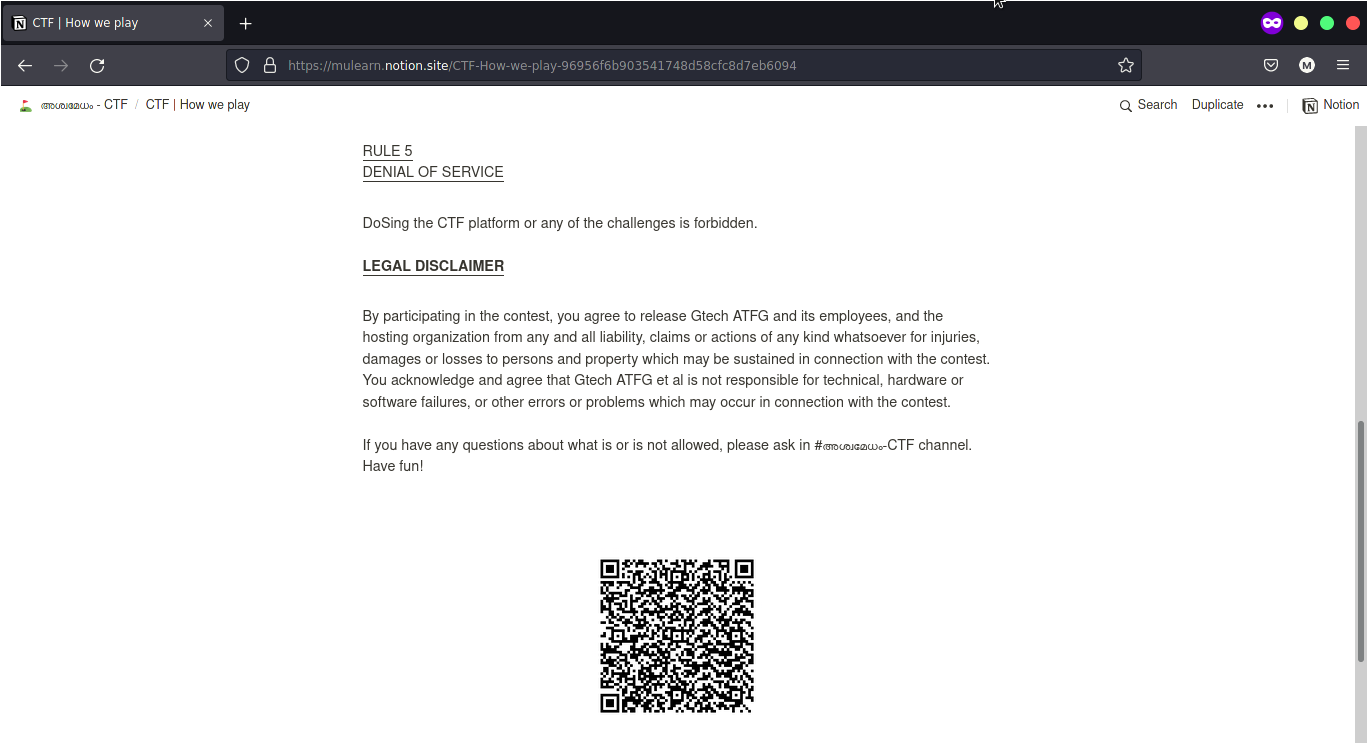 CTF | How we play
https://mulearn.notion.site/CTF-How-we-play-96956f6b903541748d58cfc8d7eb6094
M
അശ്വമേധം - CTF / CTF | How we play
Search Duplicate Notion
RULE 5
DENIAL OF SERVICE
DoSing the CTF platform or any of the challenges is forbidden.
LEGAL DISCLAIMER
By participating in the contest, you agree to release Gtech ATFG and its employees, and the
hosting organization from any and all liability, claims or actions of any kind whatsoever for injuries,
damages or losses to persons and property which may be sustained in connection with the contest.
You acknowledge and agree that Gtech ATFG et al is not responsible for technical, hardware or
software failures, or other errors or problems which may occur in connection with the contest.
If you have any questions about what is or is not allowed, please ask in #അശ്വമേധം-CTF channel.
Have fun!